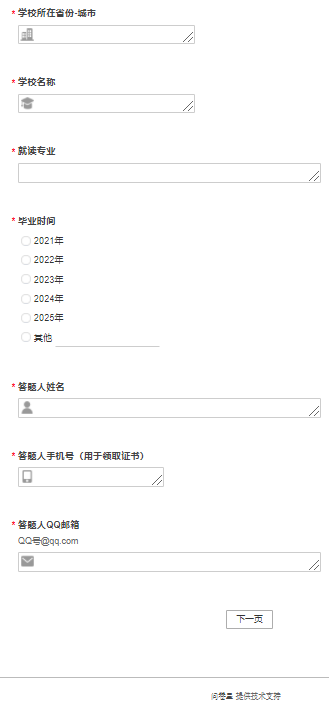 * 学校所在省份-城市
* 学校名称
* 就读专业
* 毕业时间
2021年
2022年
2023年
2024年
2025年
其他
* 答题人姓名
* 答题人手机号（用于领取证书）
* 答题人QQ邮箱
QQ号@qq.com
下一页
问卷星 提供技术支持